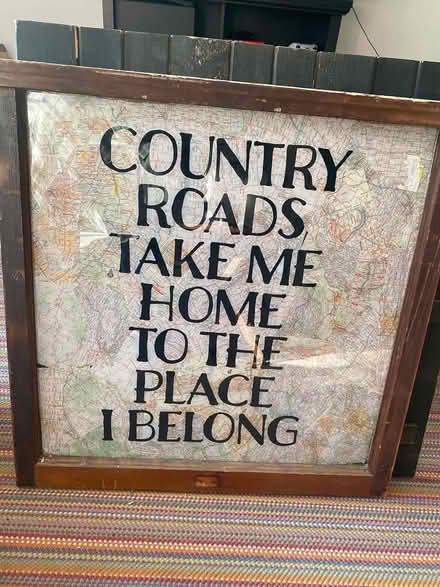 COUNTRY
ROADS
TAKE ME
HOME
TO THE
PLACE
I BELONG